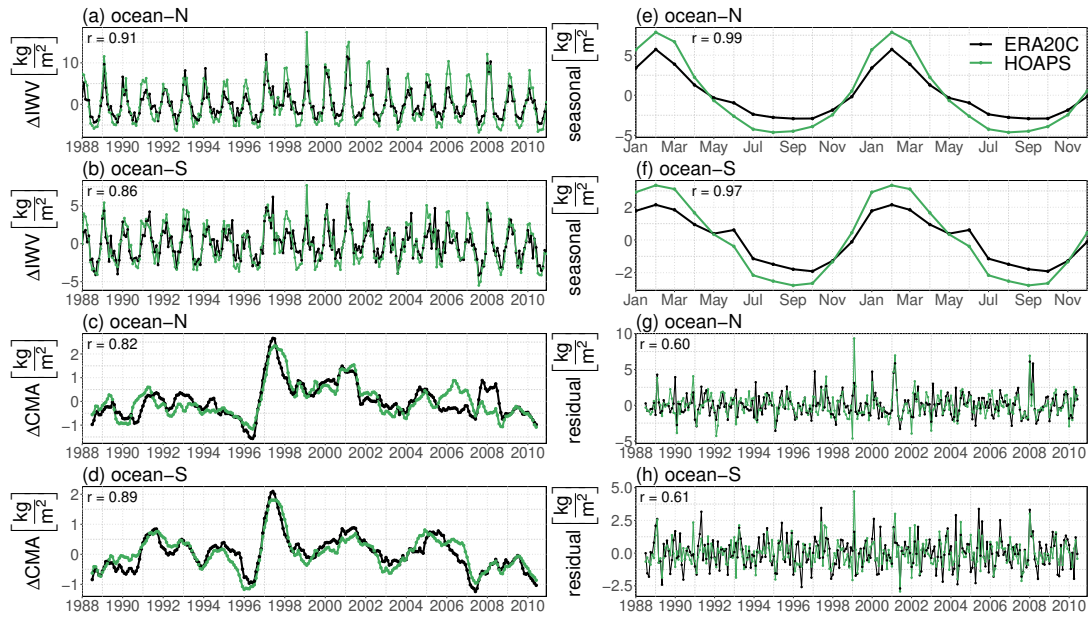 (a) ocean−N
r = 0.91
ΔIWV [kg/m²]
10
5
0
1988 1990 1992 1994 1996 1998 2000 2002 2004 2006 2008 2010
(b) ocean−S
r = 0.86
ΔIWV [kg/m²]
5
0
−5
1988 1990 1992 1994 1996 1998 2000 2002 2004 2006 2008 2010
(c) ocean−N
r = 0.82
ΔCMA [kg/m²]
2
1
0
−1
1988 1990 1992 1994 1996 1998 2000 2002 2004 2006 2008 2010
(d) ocean−S
r = 0.89
ΔCMA [kg/m²]
2
1
0
−1
1988 1990 1992 1994 1996 1998 2000 2002 2004 2006 2008 2010
(e) ocean−N
r = 0.99
ERA20C
HOAPS
seasonal [kg/m²]
5
0
−5
Jan Mar May Jul Sep Nov Jan Mar May Jul Sep Nov
(f) ocean−S
r = 0.97
seasonal [kg/m²]
2
0
−2
Jan Mar May Jul Sep Nov Jan Mar May Jul Sep Nov
(g) ocean−N
r = 0.60
residual [kg/m²]
10
5
0
−5
1988 1990 1992 1994 1996 1998 2000 2002 2004 2006 2008 2010
(h) ocean−S
r = 0.61
residual [kg/m²]
5.0
2.5
0.0
−2.5
1988 1990 1992 1994 1996 1998 2000 2002 2004 2006 2008 2010